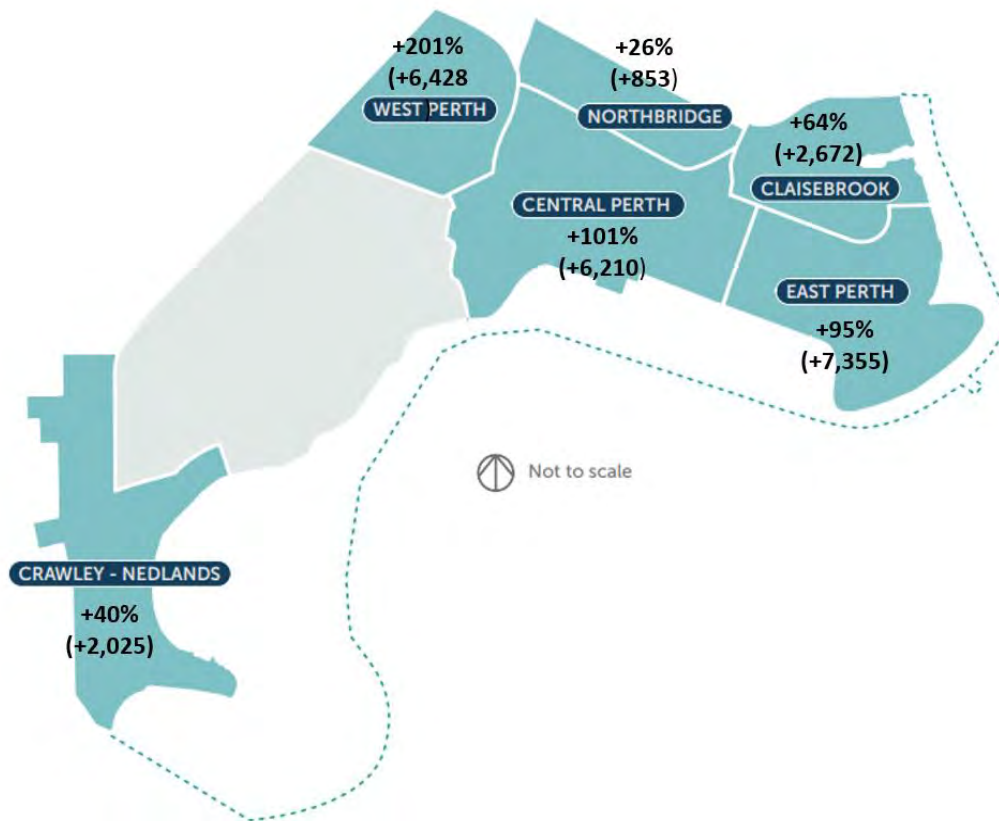 +201%
(+6,428
)
WEST PERTH
+26%
(+853)
NORTHBRIDGE
+64%
(+2,672)
CLAISEBROOK
CENTRAL PERTH
+101%
(+6,210)
EAST PERTH
+95%
(+7,355)
Not to scale
CRAWLEY - NEDLANDS
+40%
(+2,025)